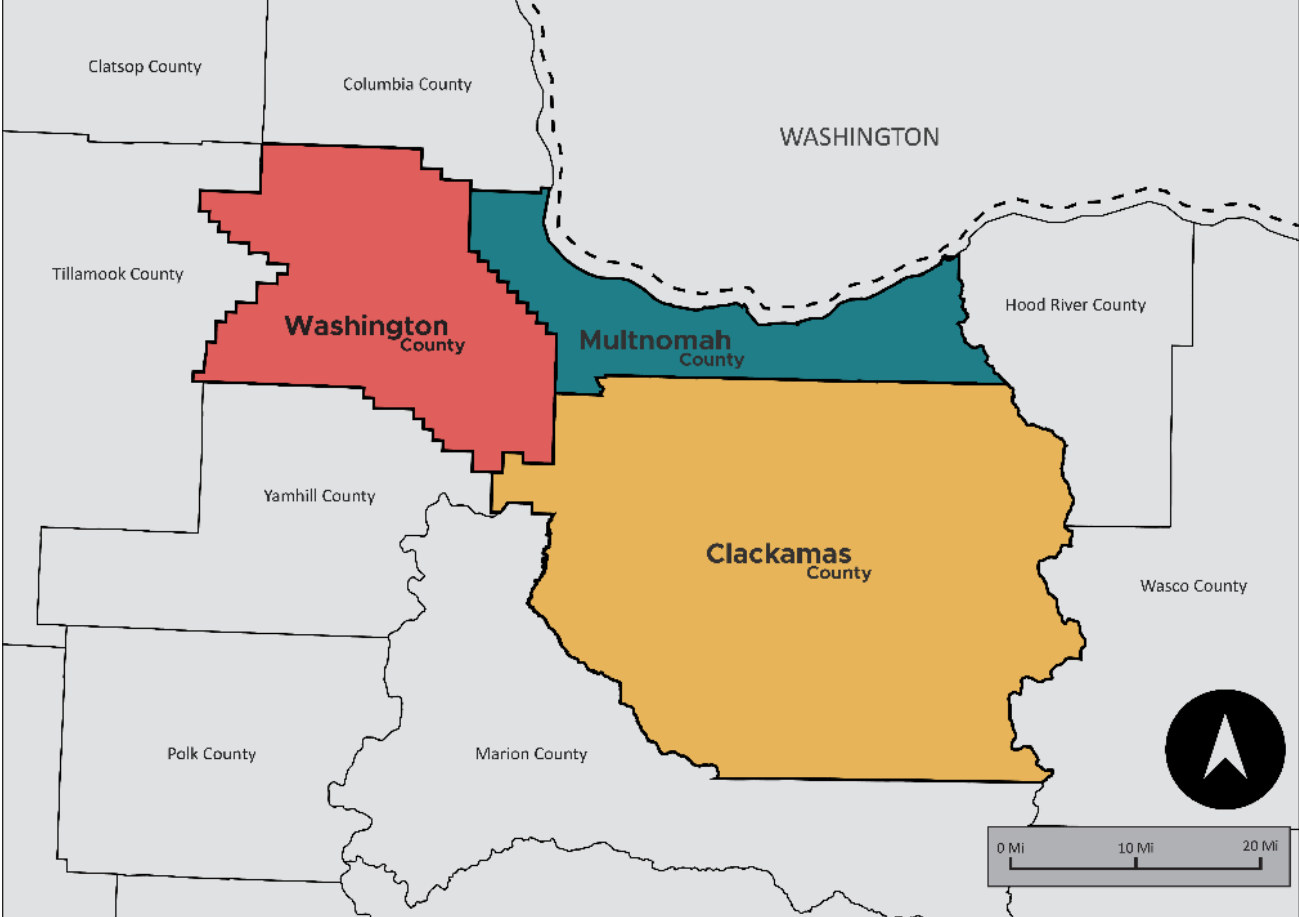 Clatsop County
Columbia County
WASHINGTON
Tillamook County
Hood River County
Washington
County
Multnomah
County
Yamhill County
Clackamas
County
Wasco County
Polk County
Marion County
0 Mi 10 Mi 20 Mi